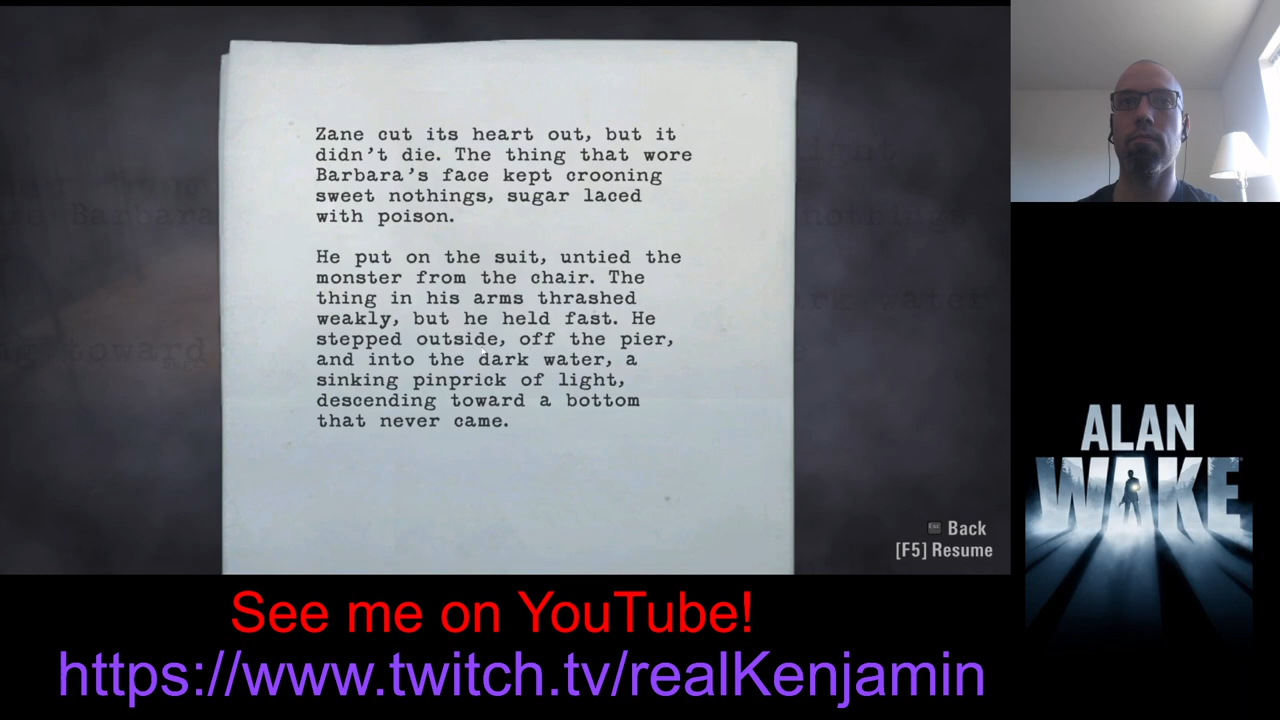 Zane cut its heart out, but it
didn't die. The thing that wore
Barbara's face kept crooning
sweet nothings, sugar laced
with poison.
He put on the suit, untied the
monster from the chair. The
thing in his arms thrashed
weakly, but he held fast. He
stepped outside, off the pier,
and into the dark water, a
sinking pinprick of light,
descending toward a bottom
that never came.
Esc Back
[F5] Resume
ALAN
WAKE
See me on YouTube!
https://www.twitch.tv/realKenjamin